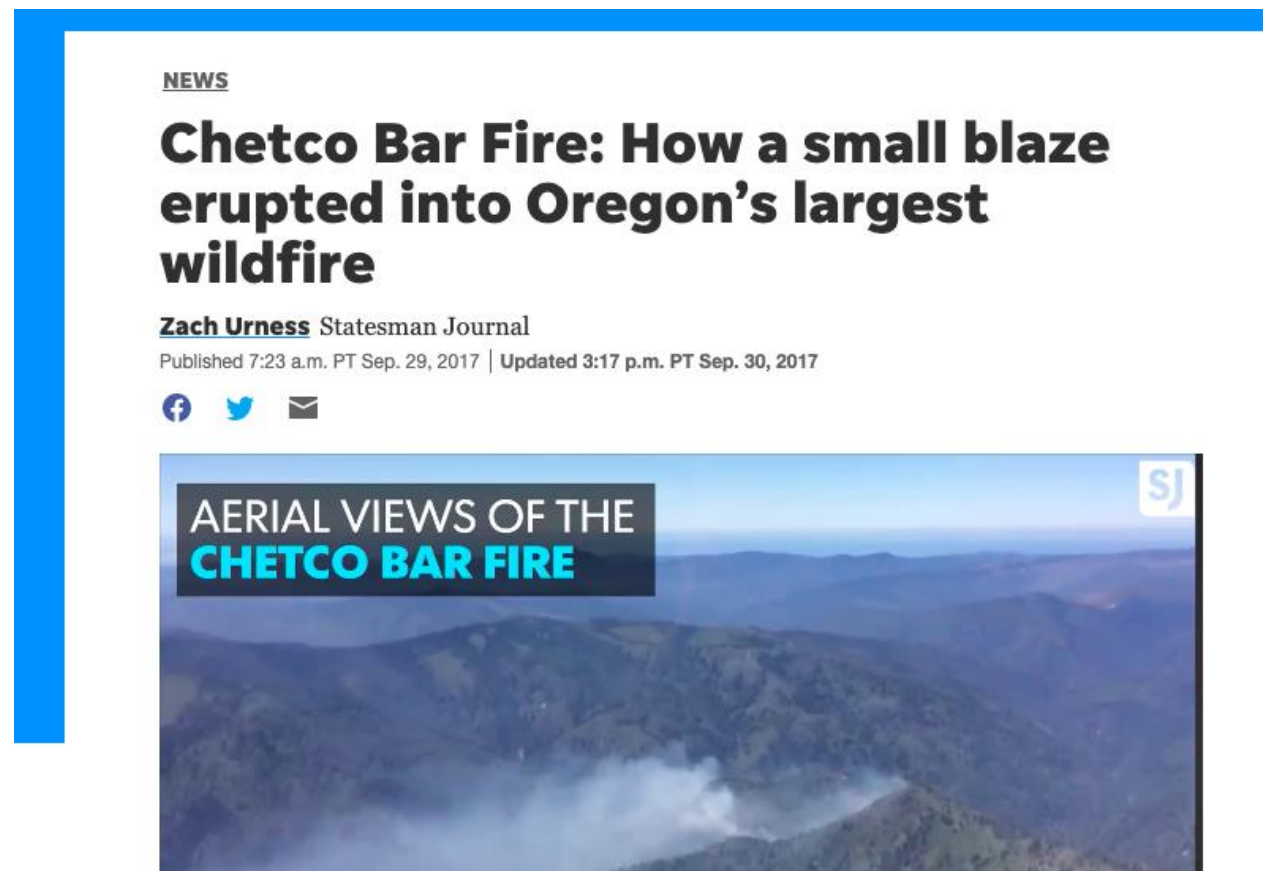 NEWS
Chetco Bar Fire: How a small blaze
erupted into Oregon’s largest
wildfire
Zach Urness Statesman Journal
Published 7:23 a.m. PT Sep. 29, 2017 | Updated 3:17 p.m. PT Sep. 30, 2017
SJ
AERIAL VIEWS OF THE
CHETCO BAR FIRE